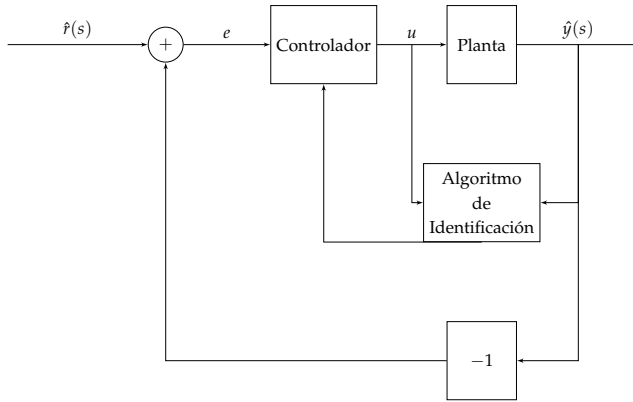 r̂(s)
+
e
Controlador
u
Planta
ŷ(s)
Algoritmo
de
Identificación
−1